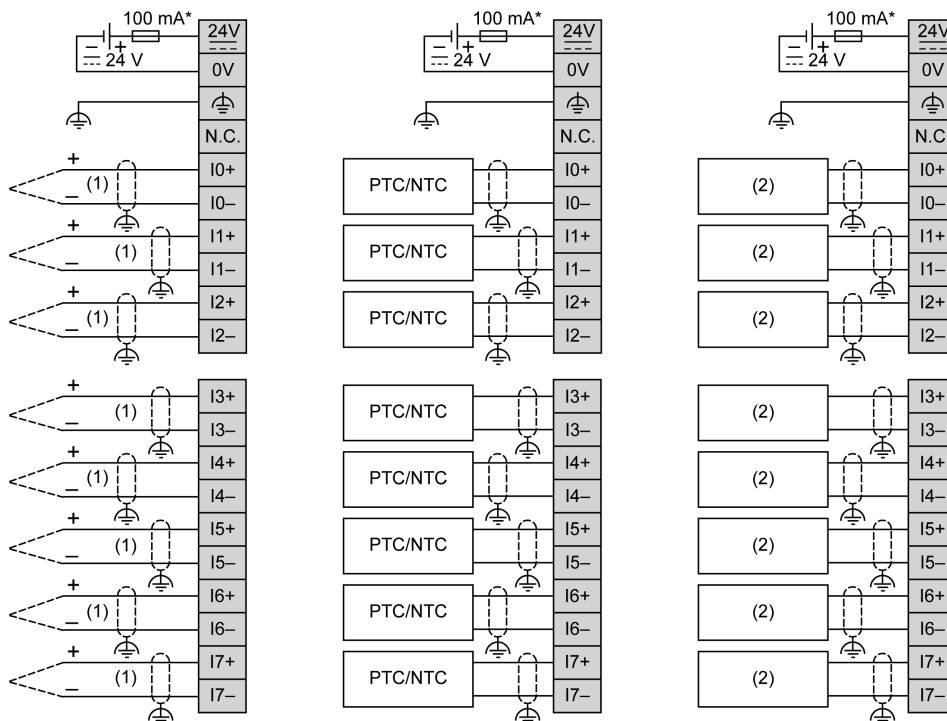 100 mA* 24V 100 mA* 24V 100 mA* 24V
– + – + – +
24 V 0V 24 V 0V 24 V 0V
N.C. N.C. N.C.
+ (1) – I0+ PTC/NTC I0+ (2) I0+
I0– I0– I0–
+ (1) – I1+ PTC/NTC I1+ (2) I1+
I1– I1– I1–
+ (1) – I2+ PTC/NTC I2+ (2) I2+
I2– I2– I2–
+ (1) – I3+ PTC/NTC I3+ (2) I3+
I3– I3– I3–
+ (1) – I4+ PTC/NTC I4+ (2) I4+
I4– I4– I4–
+ (1) – I5+ PTC/NTC I5+ (2) I5+
I5– I5– I5–
+ (1) – I6+ PTC/NTC I6+ (2) I6+
I6– I6– I6–
+ (1) – I7+ PTC/NTC I7+ (2) I7+
I7– I7– I7–